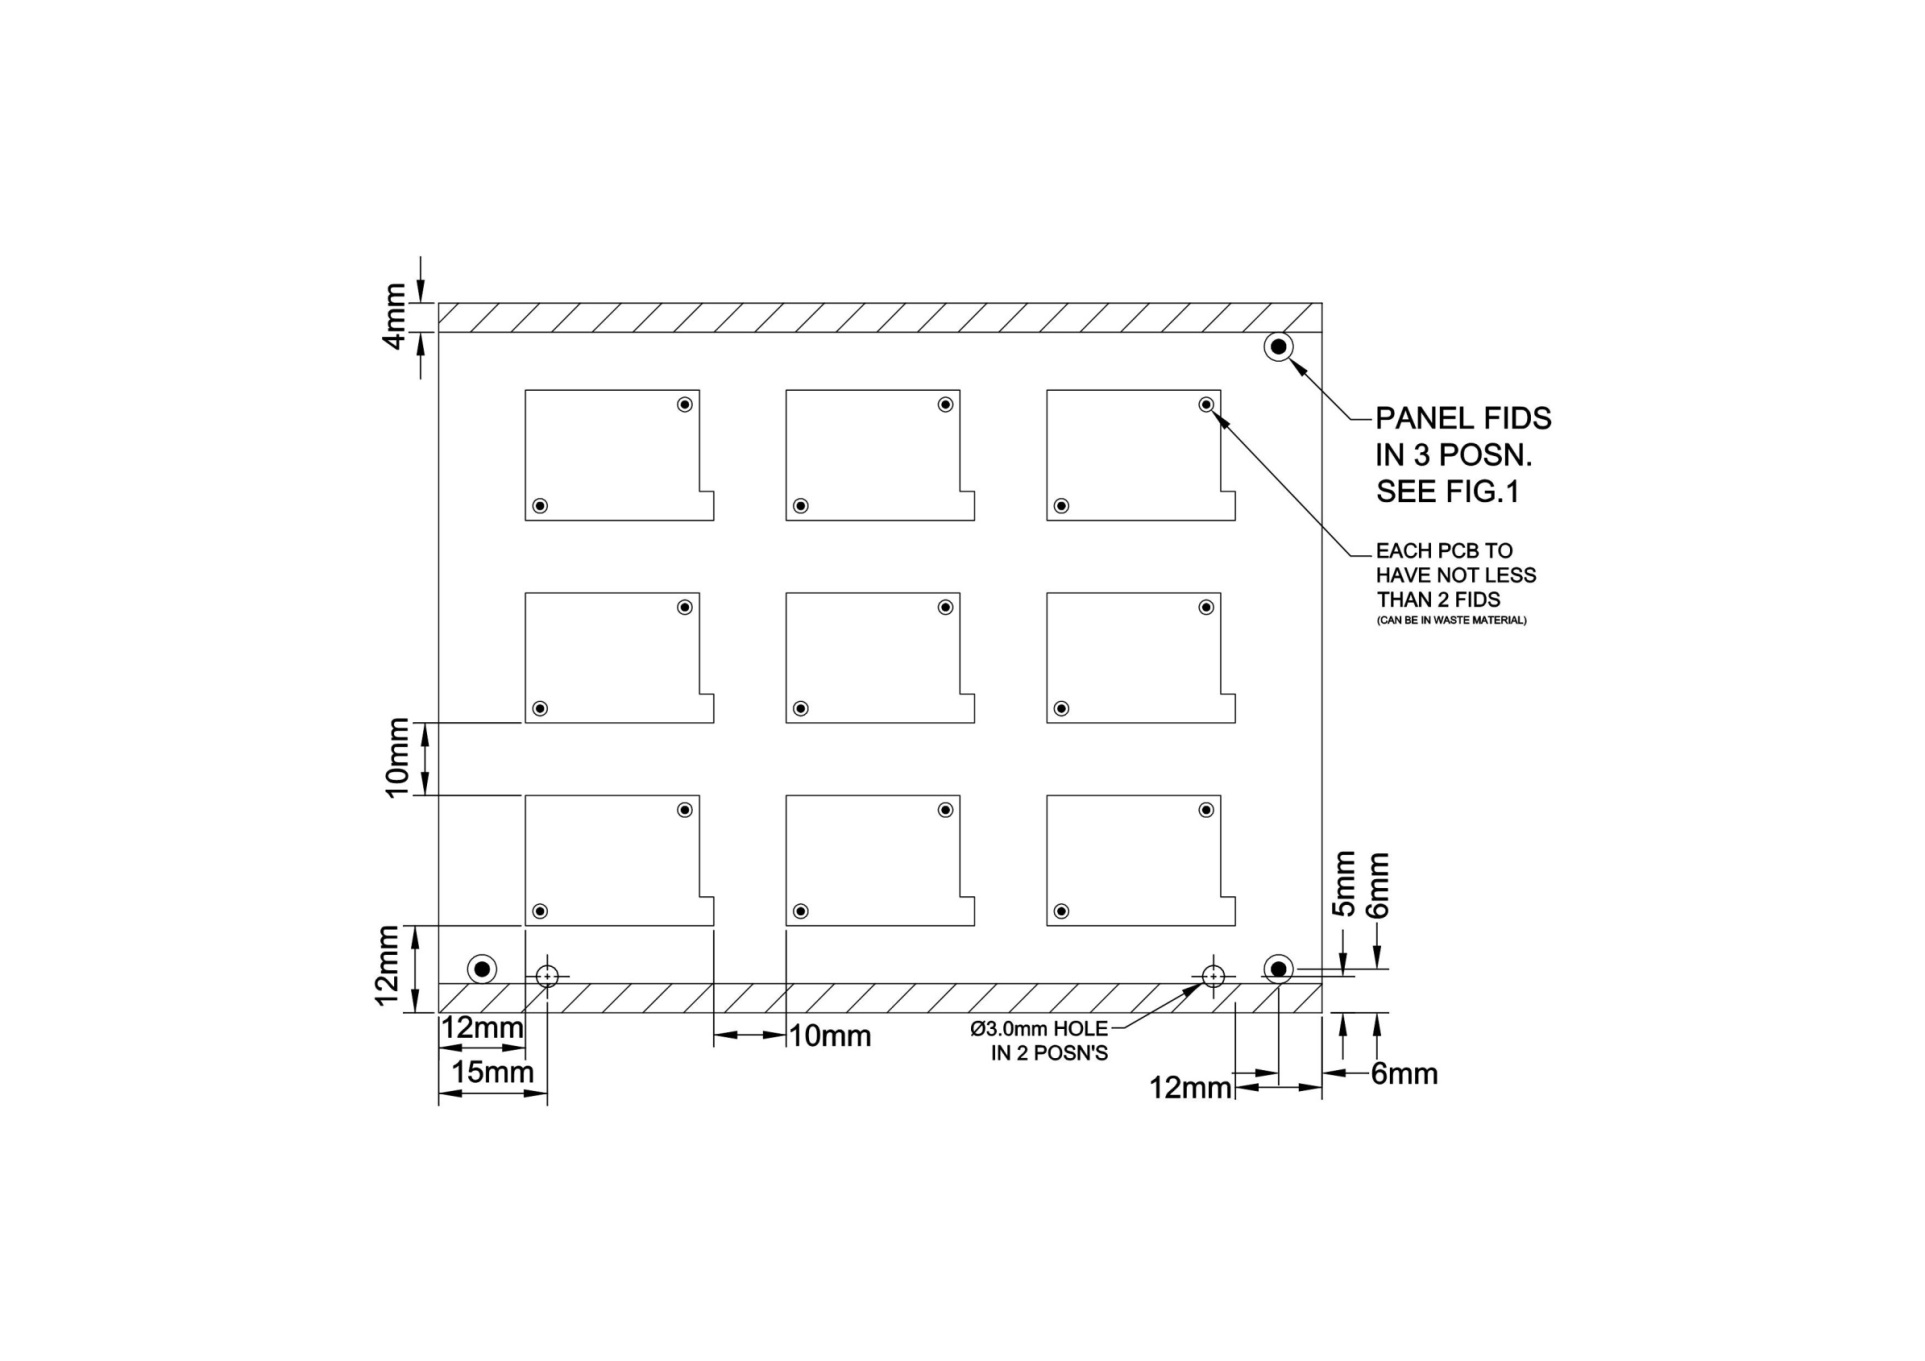 4mm
PANEL FIDS
IN 3 POSN.
SEE FIG.1
EACH PCB TO
HAVE NOT LESS
THAN 2 FIDS
(CAN BE IN WASTE MATERIAL)
10mm
5mm
6mm
12mm
12mm
15mm
10mm
Ø3.0mm HOLE
IN 2 POSN'S
12mm
6mm